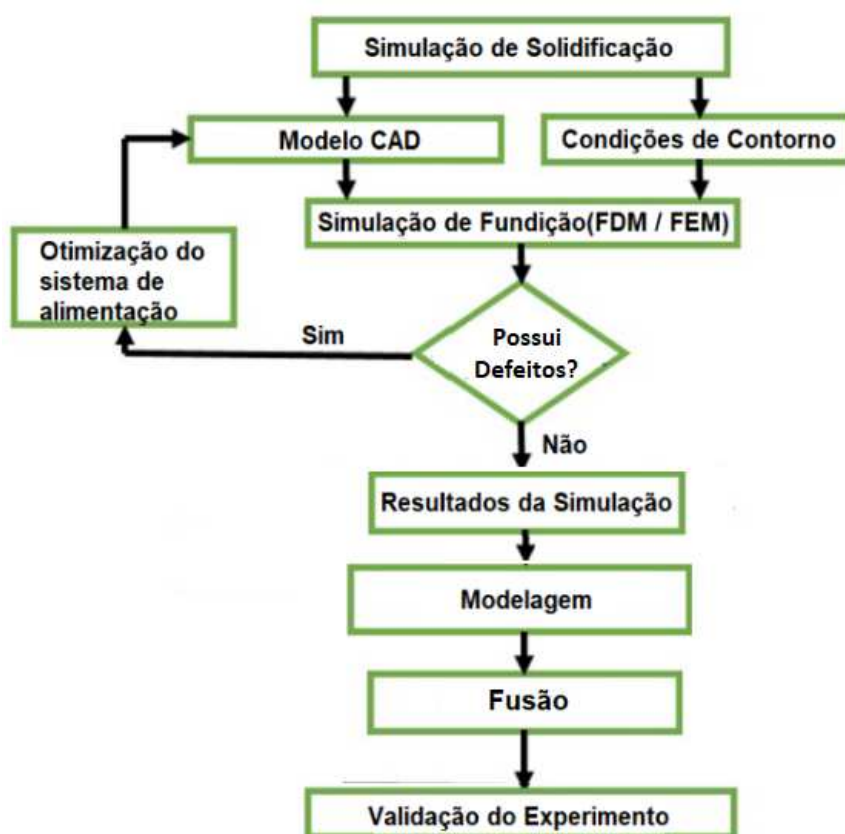 Simulação de Solidificação
Modelo CAD
Condições de Contorno
Simulação de Fundição(FDM / FEM)
Otimização do
sistema de
alimentação
Sim
Possui
Defeitos?
Não
Resultados da Simulação
Modelagem
Fusão
Validação do Experimento